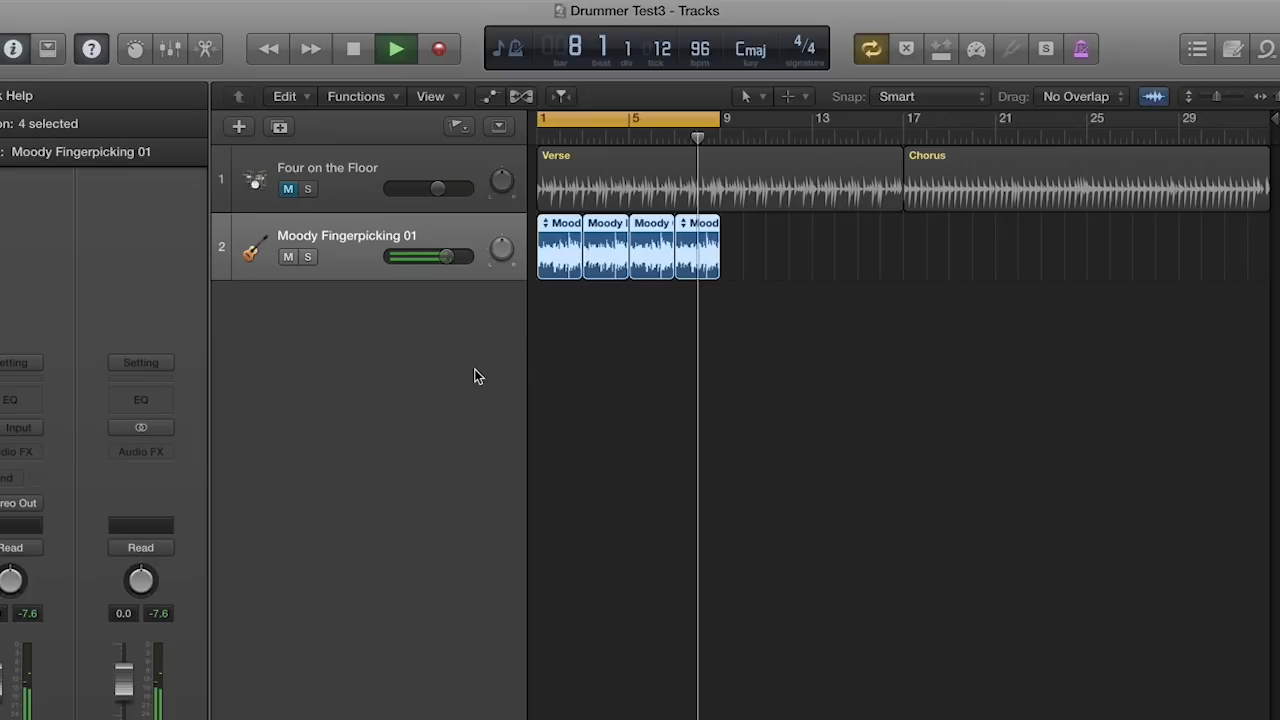 Drummer Test3 - Tracks
8 1 1 12 96 Cmaj 4/4
bar beat div tick bpm key signature
Help
Edit Functions View Snap: Smart Drag: No Overlap
on: 4 selected
1 5 9 13 17 21 25 29
: Moody Fingerpicking 01
Verse Chorus
1 Four on the Floor
M S
Mood Moody Moody Mood
2 Moody Fingerpicking 01
M S
etting Setting
EQ EQ
Input
dio FX Audio FX
nd
reo Out
Read Read
-7.6 0.0 -7.6